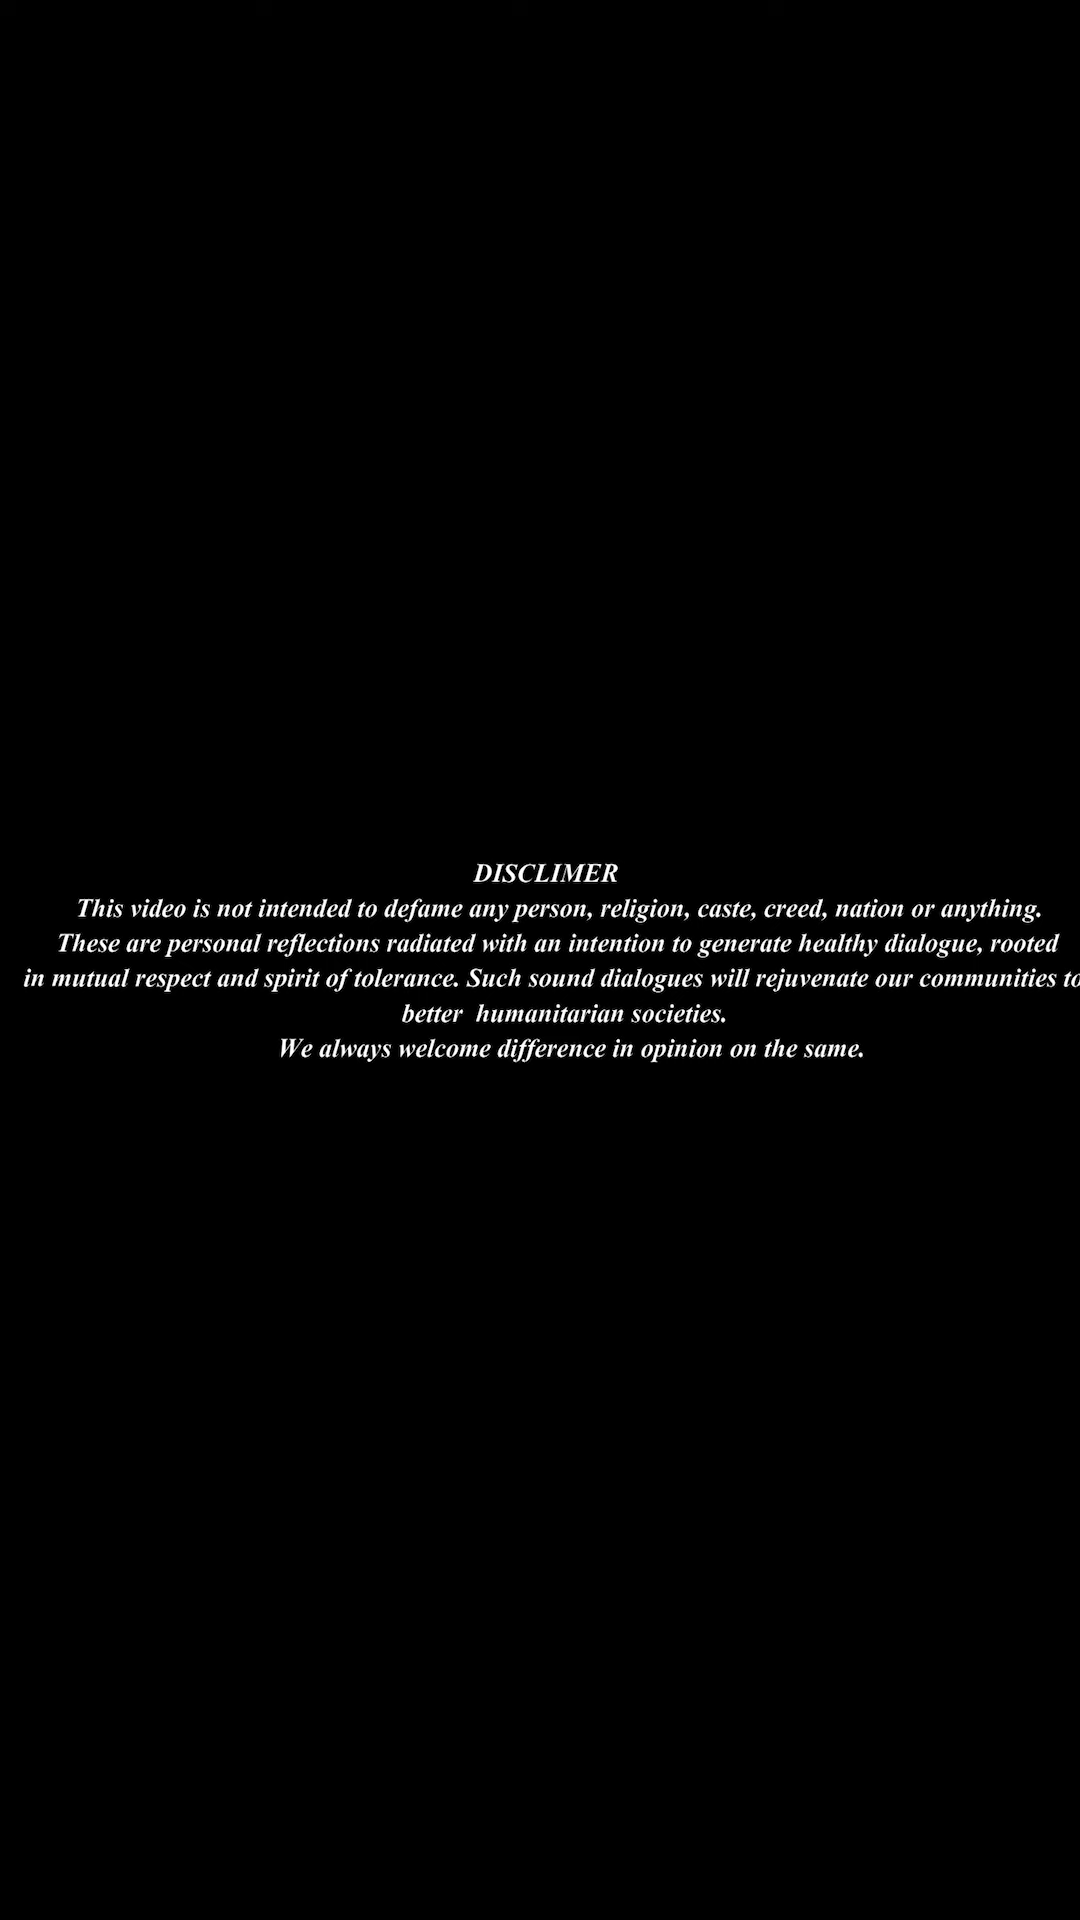 DISCLIMER
This video is not intended to defame any person, religion, caste, creed, nation or anything.
These are personal reflections radiated with an intention to generate healthy dialogue, rooted
in mutual respect and spirit of tolerance. Such sound dialogues will rejuvenate our communities to
better humanitarian societies.
We always welcome difference in opinion on the same.